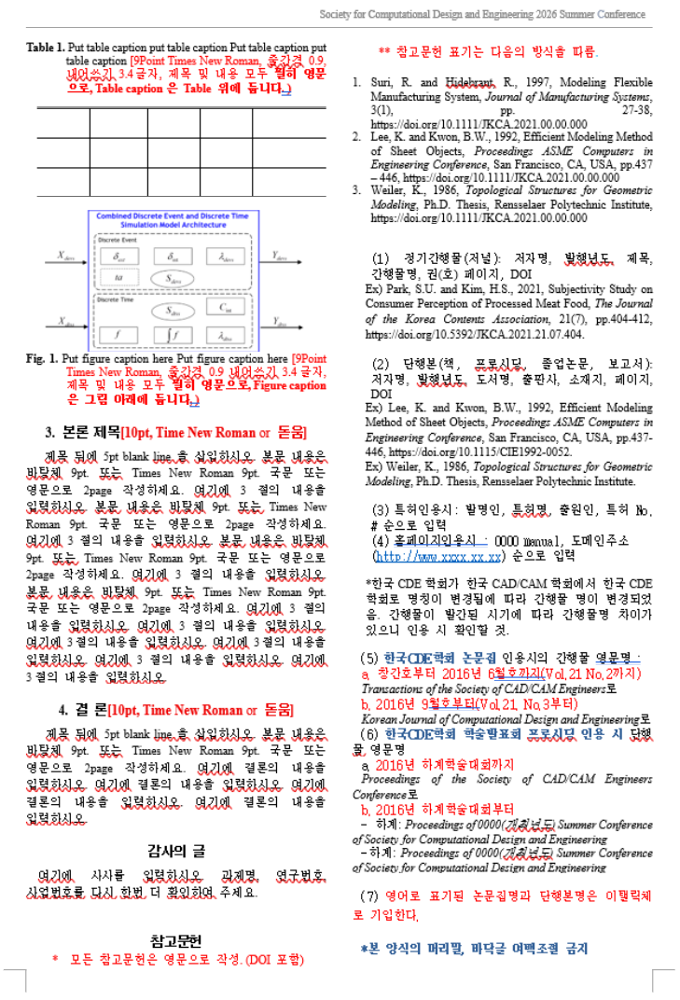 Society for Computational Design and Engineering 2026 Summer Conference
Table 1. Put table caption put table caption Put table caption put
table caption [9Point Times New Roman, 줄간격 0.9,
내어쓰기 3.4글자, 제목 및 내용 모두 필히 영문
으로, Table caption 은 Table 위에 둡니다.)
Combined Discrete Event and Discrete Time
Simulation Model Architecture
Discrete Event
Discrete Time
Fig. 1. Put figure caption here Put figure caption here [9Point
Times New Roman, 줄간격 0.9 내어쓰기 3.4 글자,
제목 및 내용 모두 필히 영문으로, Figure caption
은 그림 아래에 둡니다.)
3. 본론 제목[10pt, Time New Roman or 돋움]
제목 뒤에 5pt blank line 을 삽입하시오. 본문 내용은
바탕체 9pt. 또는 Times New Roman 9pt. 국문 또는
영문으로 2page 작성하세요. 여기에 3 절의 내용을
입력하시오. 본문 내용은 바탕체 9pt. 또는 Times New
Roman 9pt. 국문 또는 영문으로 2page 작성하세요.
여기에 3 절의 내용을 입력하시오. 본문 내용은 바탕체
9pt. 또는 Times New Roman 9pt. 국문 또는 영문으로
2page 작성하세요. 여기에 3 절의 내용을 입력하시오.
본문 내용은 바탕체 9pt. 또는 Times New Roman 9pt.
국문 또는 영문으로 2page 작성하세요. 여기에 3 절의
내용을 입력하시오. 여기에 3 절의 내용을 입력하시오.
여기에 3절의 내용을 입력하시오. 여기에 3절의 내용을
입력하시오. 여기에 3 절의 내용을 입력하시오. 여기에
3 절의 내용을 입력하시오.
4. 결 론[10pt, Time New Roman or 돋움]
제목 뒤에 5pt blank line 을 삽입하시오. 본문 내용은
바탕체 9pt. 또는 Times New Roman 9pt. 국문 또는
영문으로 2page 작성하세요. 여기에 결론의 내용을
입력하시오. 여기에 결론의 내용을 입력하시오. 여기에
결론의 내용을 입력하시오. 여기에 결론의 내용을
입력하시오.
감사의 글
여기에 사사를 입력하시오. 과제명, 연구번호,
사업번호를 다시 한번 더 확인하여 주세요.
참고문헌
* 모든 참고문헌은 영문으로 작성. (DOI 포함)
** 참고문헌 표기는 다음의 방식을 따름.
1. Suri, R. and Hidebrant, R., 1997, Modeling Flexible
Manufacturing System, Journal of Manufacturing Systems,
3(1), pp. 27-38,
https://doi.org/10.1111/JKCA.2021.00.00.000
2. Lee, K. and Kwon, B.W., 1992, Efficient Modeling Method
of Sheet Objects, Proceedings ASME Computers in
Engineering Conference, San Francisco, CA, USA, pp.437
– 446, https://doi.org/10.1111/JKCA.2021.00.00.000
3. Weiler, K., 1986, Topological Structures for Geometric
Modeling, Ph.D. Thesis, Rensselaer Polytechnic Institute,
https://doi.org/10.1111/JKCA.2021.00.00.000
(1) 정기간행물(저널): 저자명, 발행년도, 제목,
간행물명, 권(호) 페이지, DOI
Ex) Park, S.U. and Kim, H.S., 2021, Subjectivity Study on
Consumer Perception of Processed Meat Food, The Journal
of the Korea Contents Association, 21(7), pp.404-412,
https://doi.org/10.5392/JKCA.2021.21.07.404.
(2) 단행본(책, 프로시딩, 졸업논문, 보고서):
저자명, 발행년도, 도서명, 출판사, 소재지, 페이지,
DOI
Ex) Lee, K. and Kwon, B.W., 1992, Efficient Modeling
Method of Sheet Objects, Proceedings ASME Computers in
Engineering Conference, San Francisco, CA, USA, pp.437-
446, https://doi.org/10.1115/CIE1992-0052.
Ex) Weiler, K., 1986, Topological Structures for Geometric
Modeling, Ph.D. Thesis, Rensselaer Polytechnic Institute.
(3) 특허인용시: 발명인, 특허명, 출원인, 특허 No.
# 순으로 입력
(4) 홈페이지인용시 : 0000 manual, 도메인주소
(http://www.xxxx.xx.xx) 순으로 입력
*한국 CDE 학회가 한국 CAD/CAM 학회에서 한국 CDE
학회로 명칭이 변경됨에 따라 간행물 명이 변경되었
음. 간행물이 발간된 시기에 따라 간행물명 차이가
있으니 인용 시 확인할 것.
(5) 한국CDE학회 논문집 인용시의 간행물 영문명 :
a. 창간호부터 2016년 6월호까지(Vol.21 No.2까지)
Transactions of the Society of CAD/CAM Engineers로
b. 2016년 9월호부터(Vol.21, No.3부터)
Korean Journal of Computational Design and Engineering로
(6) 한국CDE학회 학술발표회 프로시딩 인용 시 단행
물 영문명
a. 2016년 하계학술대회까지
Proceedings of the Society of CAD/CAM Engineers
Conference로
b. 2016년 하계학술대회부터
- 하계: Proceedings of 0000(개최년도) Summer Conference
of Society for Computational Design and Engineering
- 하계: Proceedings of 0000(개최년도) Summer Conference
of Society for Computational Design and Engineering
(7) 영어로 표기된 논문집명과 단행본명은 이탤릭체
로 기입한다.
*본 양식의 머리말, 바닥글 여백조절 금지